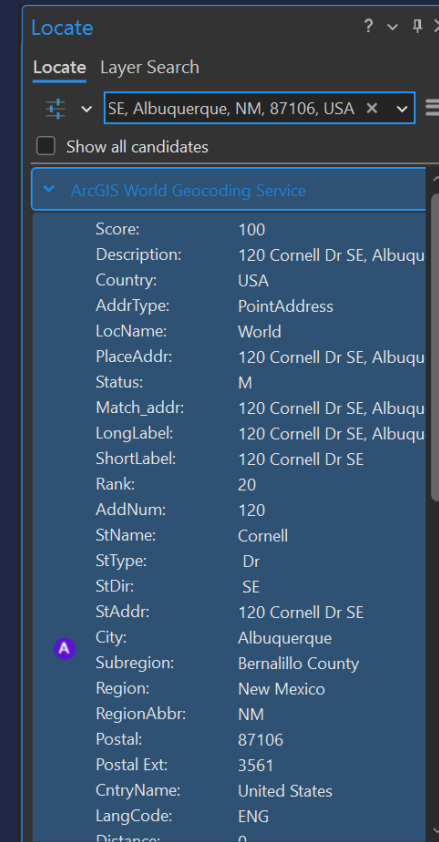 Locate
Locate Layer Search
SE, Albuquerque, NM, 87106, USA
Show all candidates
ArcGIS World Geocoding Service
Score: 100
Description: 120 Cornell Dr SE, Albuqu
Country: USA
AddrType: PointAddress
LocName: World
PlaceAddr: 120 Cornell Dr SE, Albuqu
Status: M
Match_addr: 120 Cornell Dr SE, Albuqu
LongLabel: 120 Cornell Dr SE, Albuqu
ShortLabel: 120 Cornell Dr SE
Rank: 20
AddNum: 120
StName: Cornell
StType: Dr
StDir: SE
StAddr: 120 Cornell Dr SE
A
City: Albuquerque
Subregion: Bernalillo County
Region: New Mexico
RegionAbbr: NM
Postal: 87106
Postal Ext: 3561
CntryName: United States
LangCode: ENG
Distance: 0